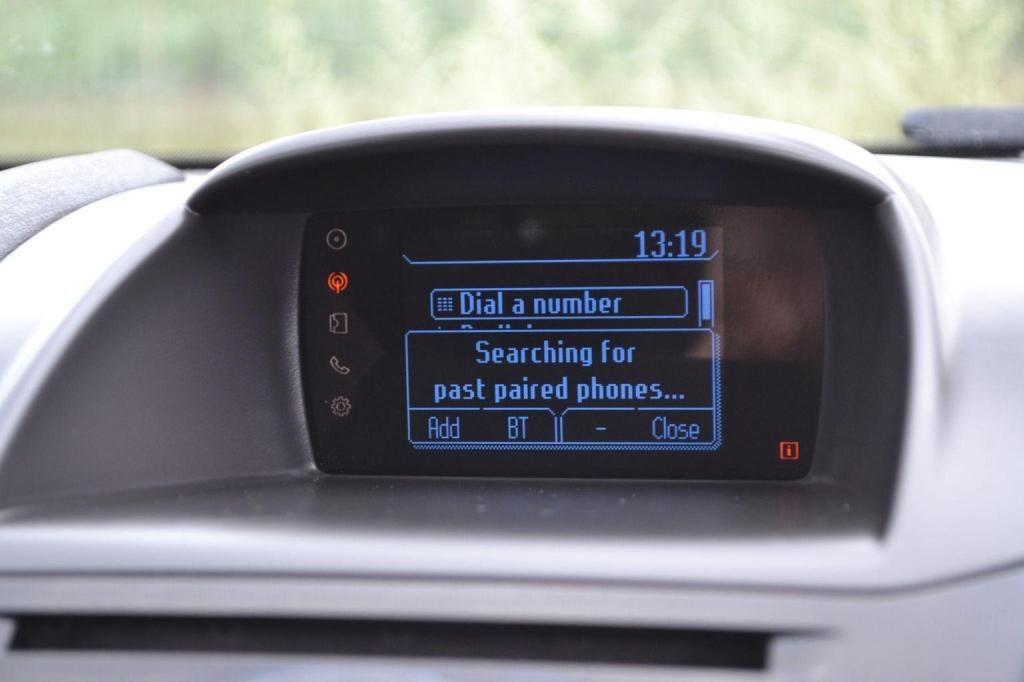 13:19
Dial a number
Searching for
past paired phones...
Add BT - Close